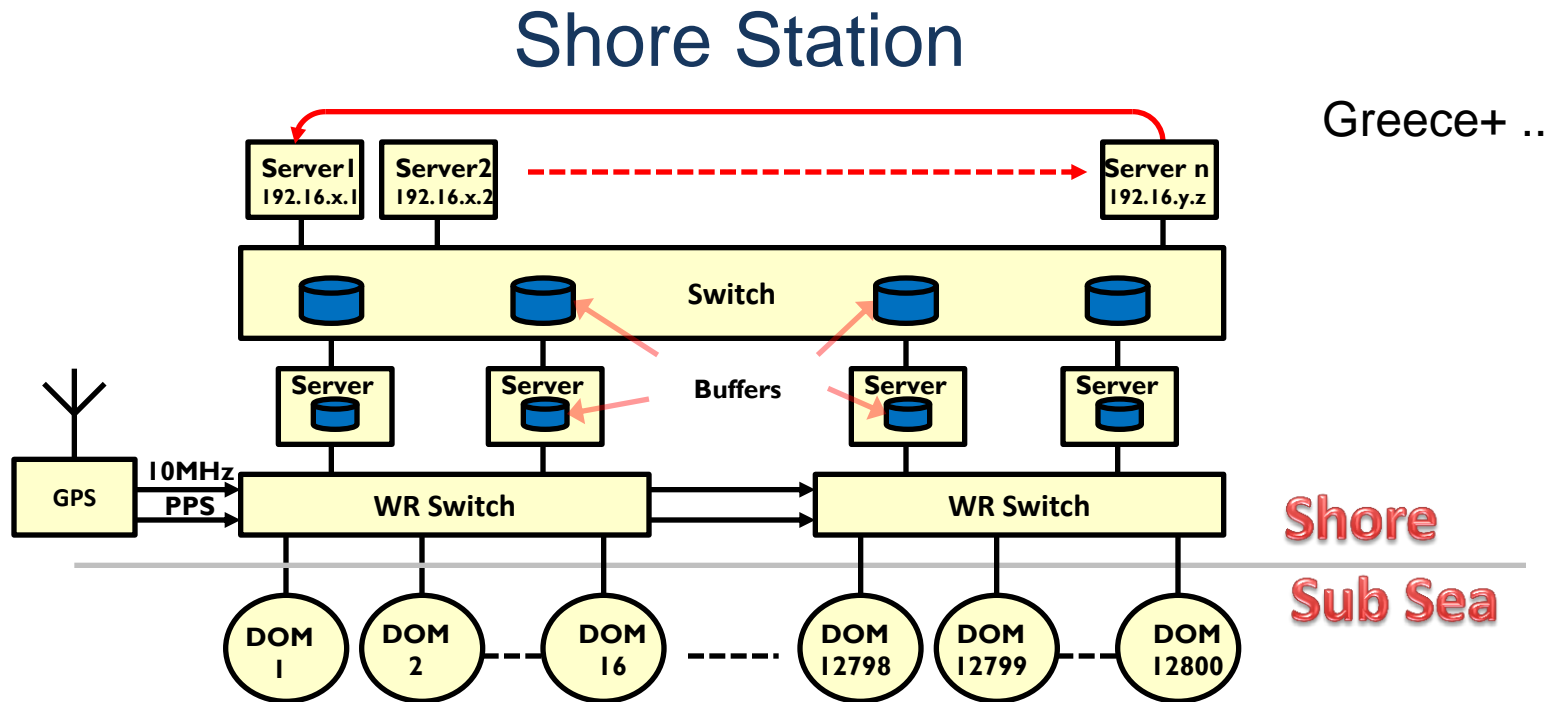 Shore Station
Greece+ ..
Server1
192.16.x.1
Server2
192.16.x.2
Server n
192.16.y.z
Switch
Server
Server
Buffers
Server
Server
GPS
10MHz
PPS
WR Switch
WR Switch
Shore
Sub Sea
DOM
1
DOM
2
DOM
16
DOM
12798
DOM
12799
DOM
12800